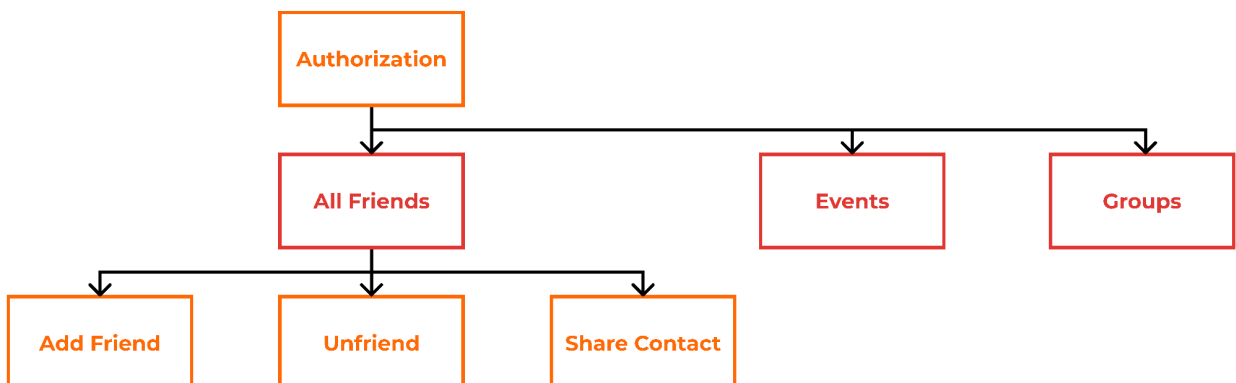 Authorization
All Friends
Events
Groups
Add Friend
Unfriend
Share Contact